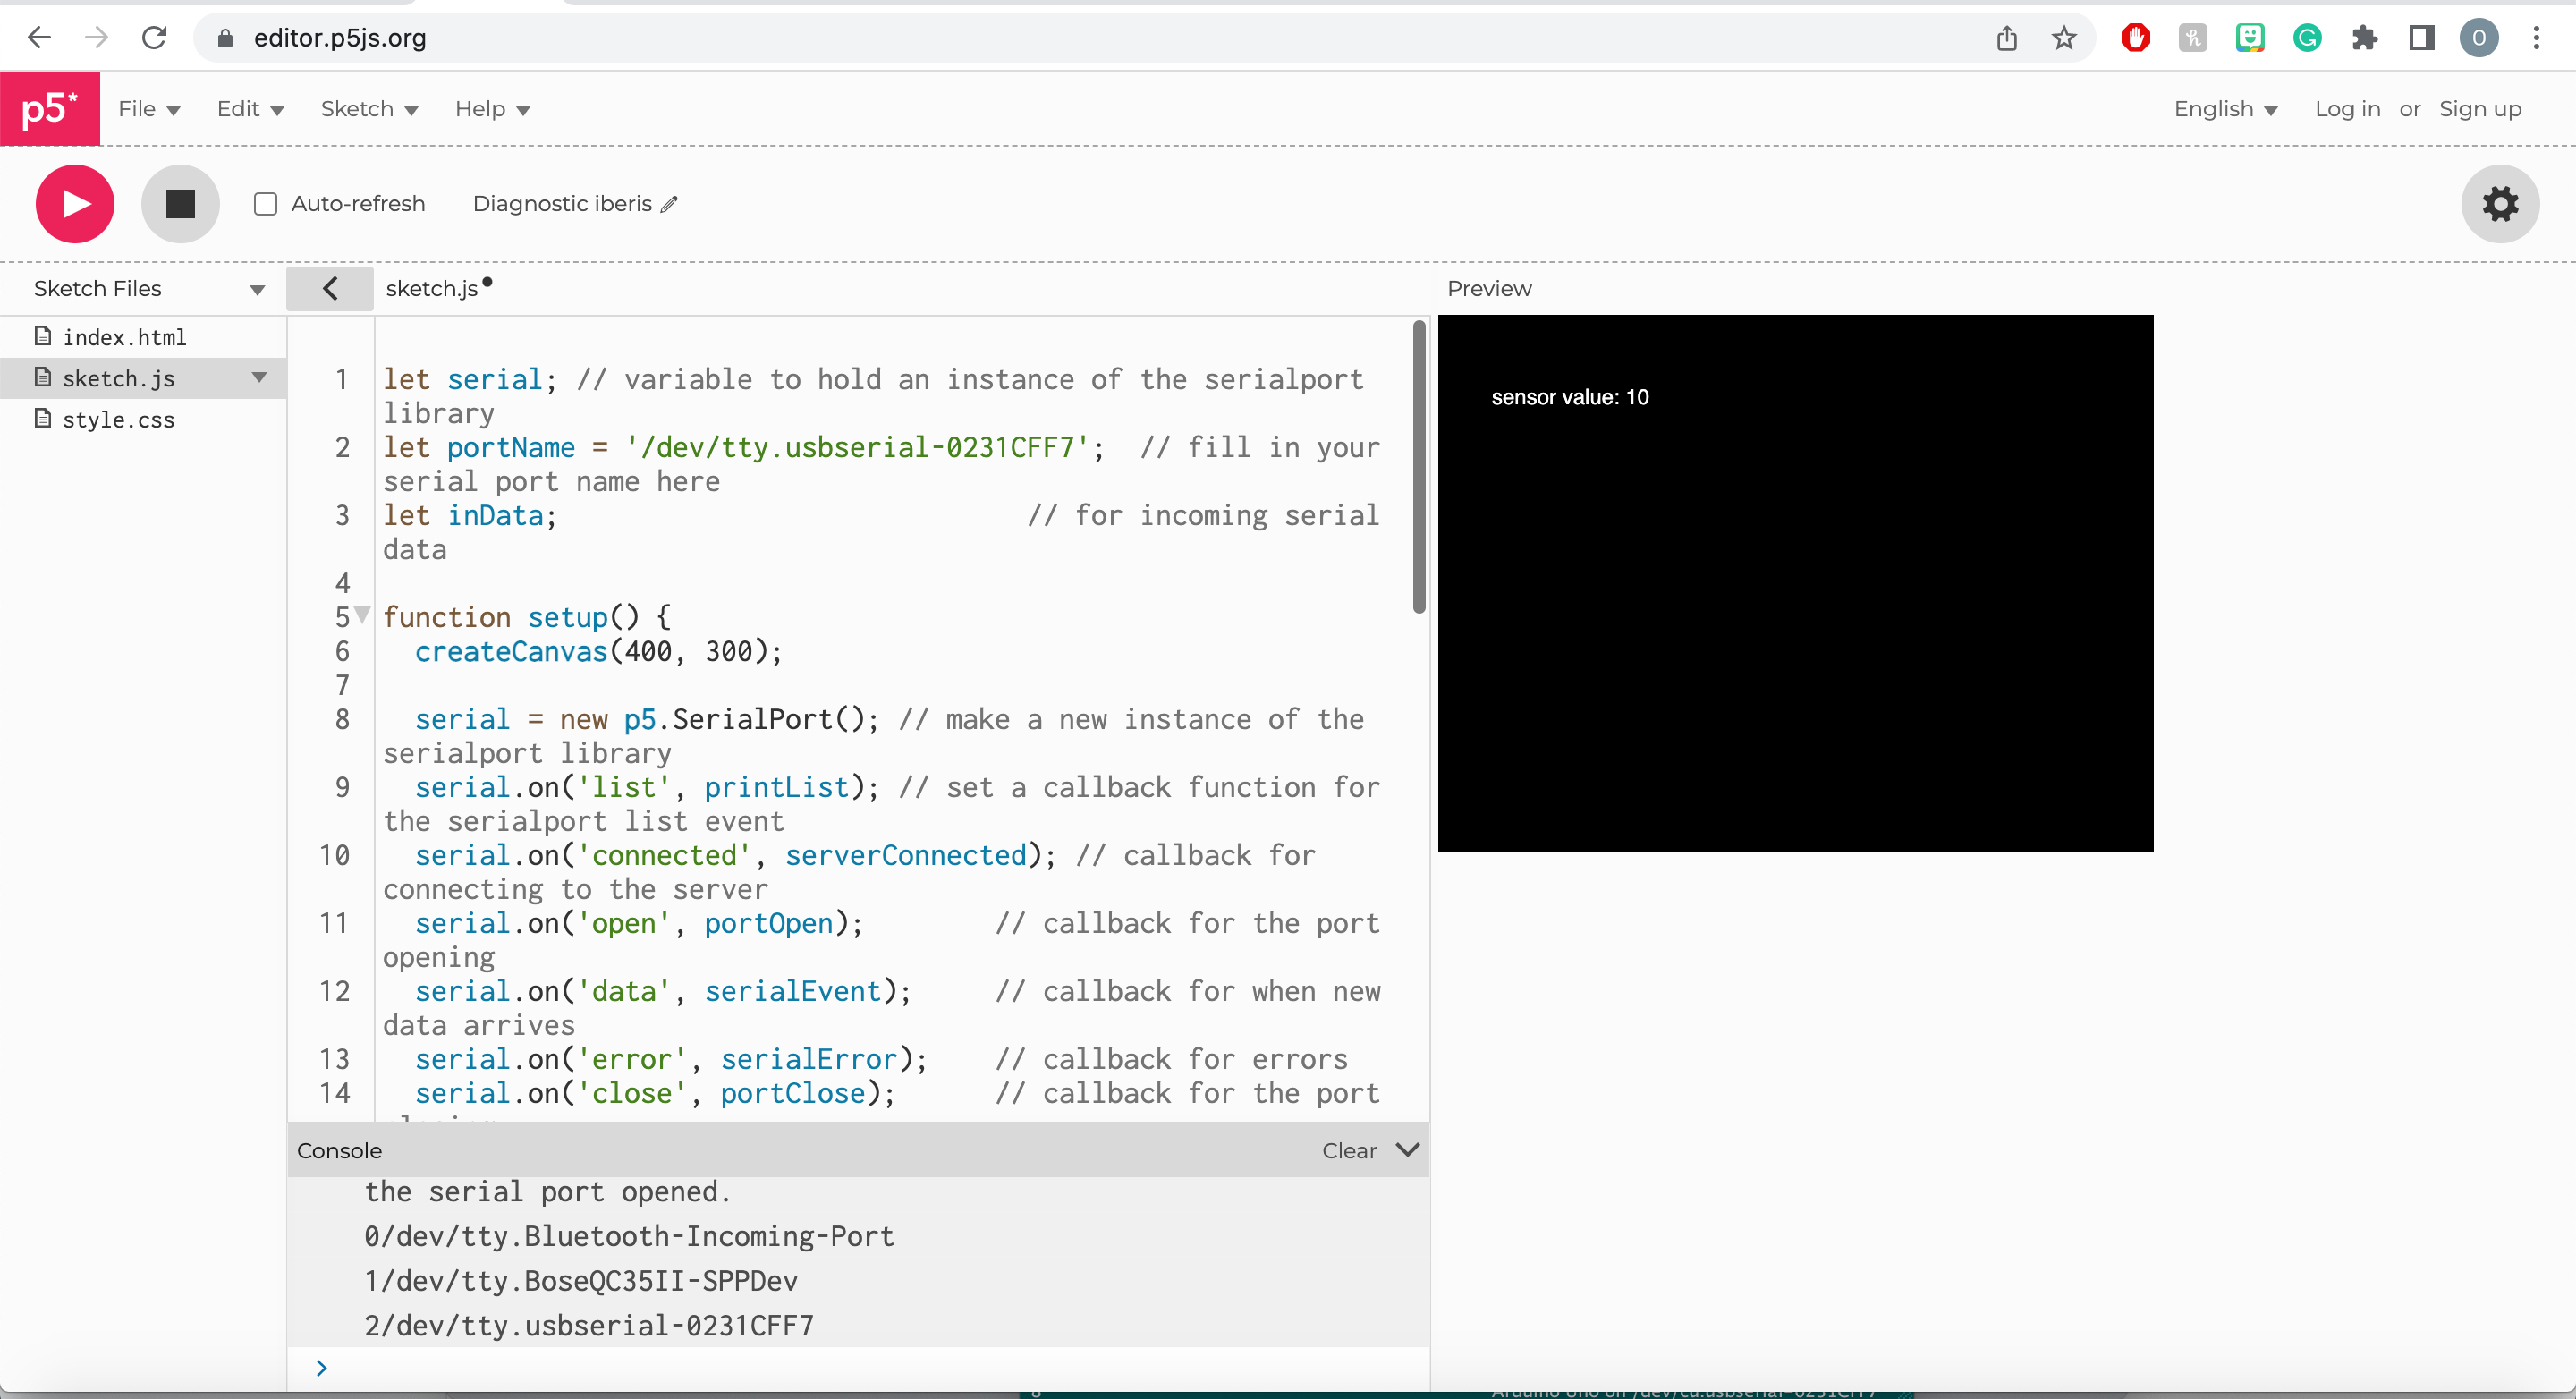 editor.p5js.org
O
p5*
File
Edit
Sketch
Help
English
Log in or Sign up
Auto-refresh
Diagnostic iberis
Sketch Files
sketch.js
Preview
index.html
sketch.js
style.css
1 let serial; // variable to hold an instance of the serialport
library
2 let portName = '/dev/tty.usbserial-0231CFF7'; // fill in your
serial port name here
3 let inData; // for incoming serial
data
4
5 function setup() {
6 createCanvas(400, 300);
7
8 serial = new p5.SerialPort(); // make a new instance of the
serialport library
9 serial.on('list', printList); // set a callback function for
the serialport list event
10 serial.on('connected', serverConnected); // callback for
connecting to the server
11 serial.on('open', portOpen); // callback for the port
opening
12 serial.on('data', serialEvent); // callback for when new
data arrives
13 serial.on('error', serialError); // callback for errors
14 serial.on('close', portClose); // callback for the port
sensor value: 10
Console
Clear
the serial port opened.
0/dev/tty.Bluetooth-Incoming-Port
1/dev/tty.BoseQC35II-SPPDev
2/dev/tty.usbserial-0231CFF7
>
Arduino Uno on /dev/cu.usbserial-0231CFF7